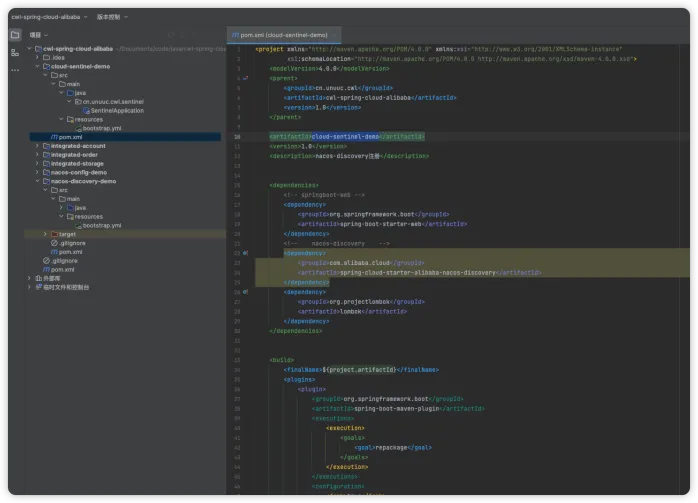 cwl-spring-cloud-alibaba
版本控制
项目
cwl-spring-cloud-alibaba ~/Documents/code/java/cwl-spring-clou
.idea
cloud-sentinel-demo
src
main
java
cn.unuuc.cwl.sentinel
SentinelApplication
resources
bootstrap.yml
pom.xml
integrated-account
integrated-order
integrated-storage
nacos-config-demo
nacos-discovery-demo
src
main
java
resources
bootstrap.yml
target
.gitignore
pom.xml
.gitignore
pom.xml
外部库
临时文件和控制台
pom.xml (cloud-sentinel-demo)
<project xmlns="http://maven.apache.org/POM/4.0.0" xmlns:xsi="http://www.w3.org/2001/XMLSchema-instance"
xsi:schemaLocation="http://maven.apache.org/POM/4.0.0 http://maven.apache.org/xsd/maven-4.0.0.xsd">
<modelVersion>4.0.0</modelVersion>
<parent>
<groupId>cn.unuuc.cwl</groupId>
<artifactId>cwl-spring-cloud-alibaba</artifactId>
<version>1.0</version>
</parent>
<artifactId>cloud-sentinel-demo</artifactId>
<version>1.0</version>
<description>nacos-discovery注册</description>
<dependencies>
<!-- springboot-web -->
<dependency>
<groupId>org.springframework.boot</groupId>
<artifactId>spring-boot-starter-web</artifactId>
</dependency>
<!-- nacos-discovery -->
<dependency>
<groupId>com.alibaba.cloud</groupId>
<artifactId>spring-cloud-starter-alibaba-nacos-discovery</artifactId>
</dependency>
<dependency>
<groupId>org.projectlombok</groupId>
<artifactId>lombok</artifactId>
</dependency>
</dependencies>
<build>
<finalName>${project.artifactId}</finalName>
<plugins>
<plugin>
<groupId>org.springframework.boot</groupId>
<artifactId>spring-boot-maven-plugin</artifactId>
<executions>
<execution>
<goals>
<goal>repackage</goal>
</goals>
</execution>
</executions>
<configuration>